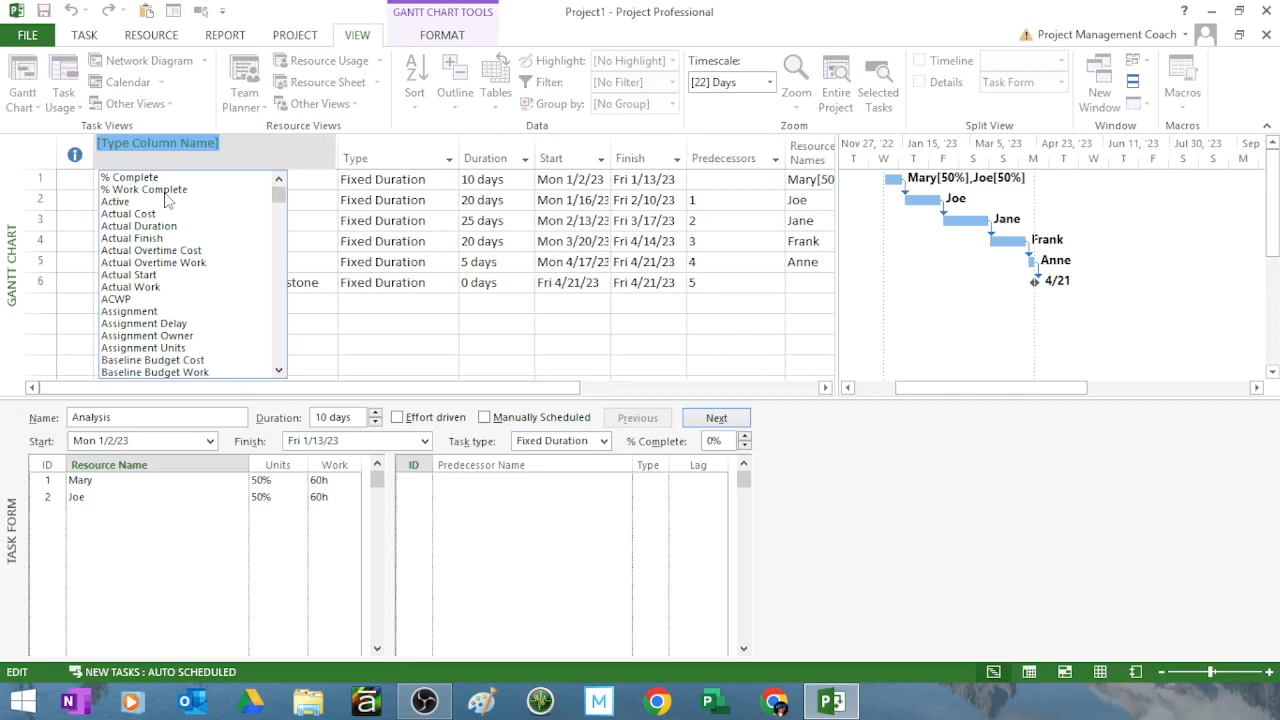 GANTT CHART TOOLS
Project1 - Project Professional
?
FILE
TASK
RESOURCE
REPORT
PROJECT
VIEW
FORMAT
Project Management Coach
Gantt Chart
Task Usage
Network Diagram
Calendar
Other Views
Task Views
Team Planner
Resource Usage
Resource Sheet
Other Views
Resource Views
Sort
Outline
Tables
Highlight: [No Highlight]
Filter: [No Filter]
Group by: [No Group]
Data
Timescale:
[22] Days
Zoom
Entire Project
Selected Tasks
Zoom
Timeline
Details
Task Form
Split View
New Window
Window
Macros
Macros
[Type Column Name]
Type
Duration
Start
Finish
Predecessors
Resource Names
Nov 27, '22 Jan 15, '23 Mar 5, '23 Apr 23, '23 Jun 11, '23 Jul 30, '23 Sep
T W T F S M T W T F S M
1 Fixed Duration 10 days Mon 1/2/23 Fri 1/13/23 Mary[50
2 Fixed Duration 20 days Mon 1/16/23 Fri 2/10/23 1 Joe
3 Fixed Duration 25 days Mon 2/13/23 Fri 3/17/23 2 Jane
4 Fixed Duration 20 days Mon 3/20/23 Fri 4/14/23 3 Frank
5 Fixed Duration 5 days Mon 4/17/23 Fri 4/21/23 4 Anne
6 stone Fixed Duration 0 days Fri 4/21/23 Fri 4/21/23 5
% Complete
% Work Complete
Active
Actual Cost
Actual Duration
Actual Finish
Actual Overtime Cost
Actual Overtime Work
Actual Start
Actual Work
ACWP
Assignment
Assignment Delay
Assignment Owner
Assignment Units
Baseline Budget Cost
Baseline Budget Work
Mary[50%],Joe[50%]
Joe
Jane
Frank
Anne
4/21
GANTT CHART
Name: Analysis Duration: 10 days Effort driven Manually Scheduled Previous Next
Start: Mon 1/2/23 Finish: Fri 1/13/23 Task type: Fixed Duration % Complete: 0%
ID Resource Name Units Work
1 Mary 50% 60h
2 Joe 50% 60h
ID Predecessor Name Type Lag
TASK FORM
EDIT
NEW TASKS : AUTO SCHEDULED